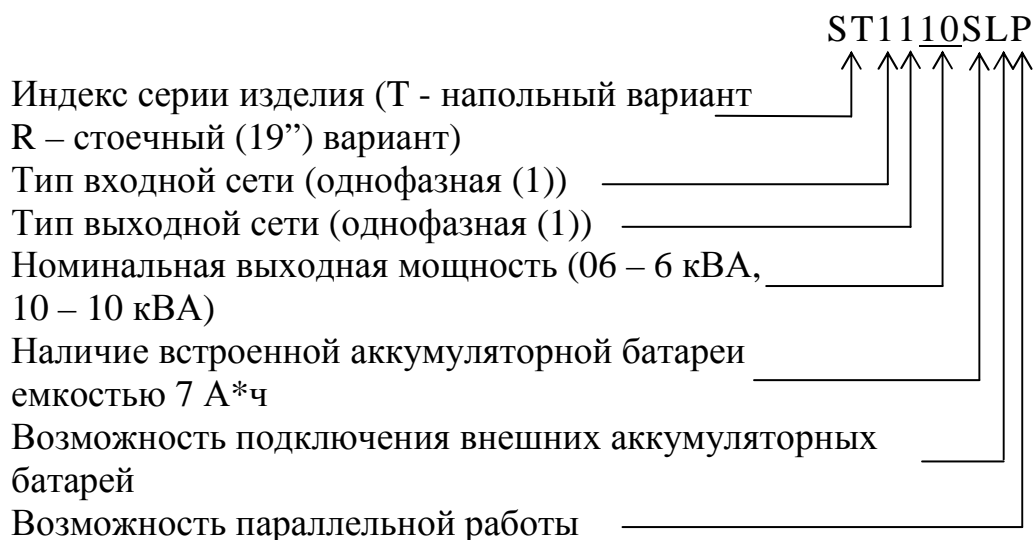 ST1110SLP
Индекс серии изделия (T - напольный вариант
R – стоечный (19”) вариант)
Тип входной сети (однофазная (1))
Тип выходной сети (однофазная (1))
Номинальная выходная мощность (06 – 6 кВА,
10 – 10 кВА)
Наличие встроенной аккумуляторной батареи
емкостью 7 А*ч
Возможность подключения внешних аккумуляторных
батарей
Возможность параллельной работы